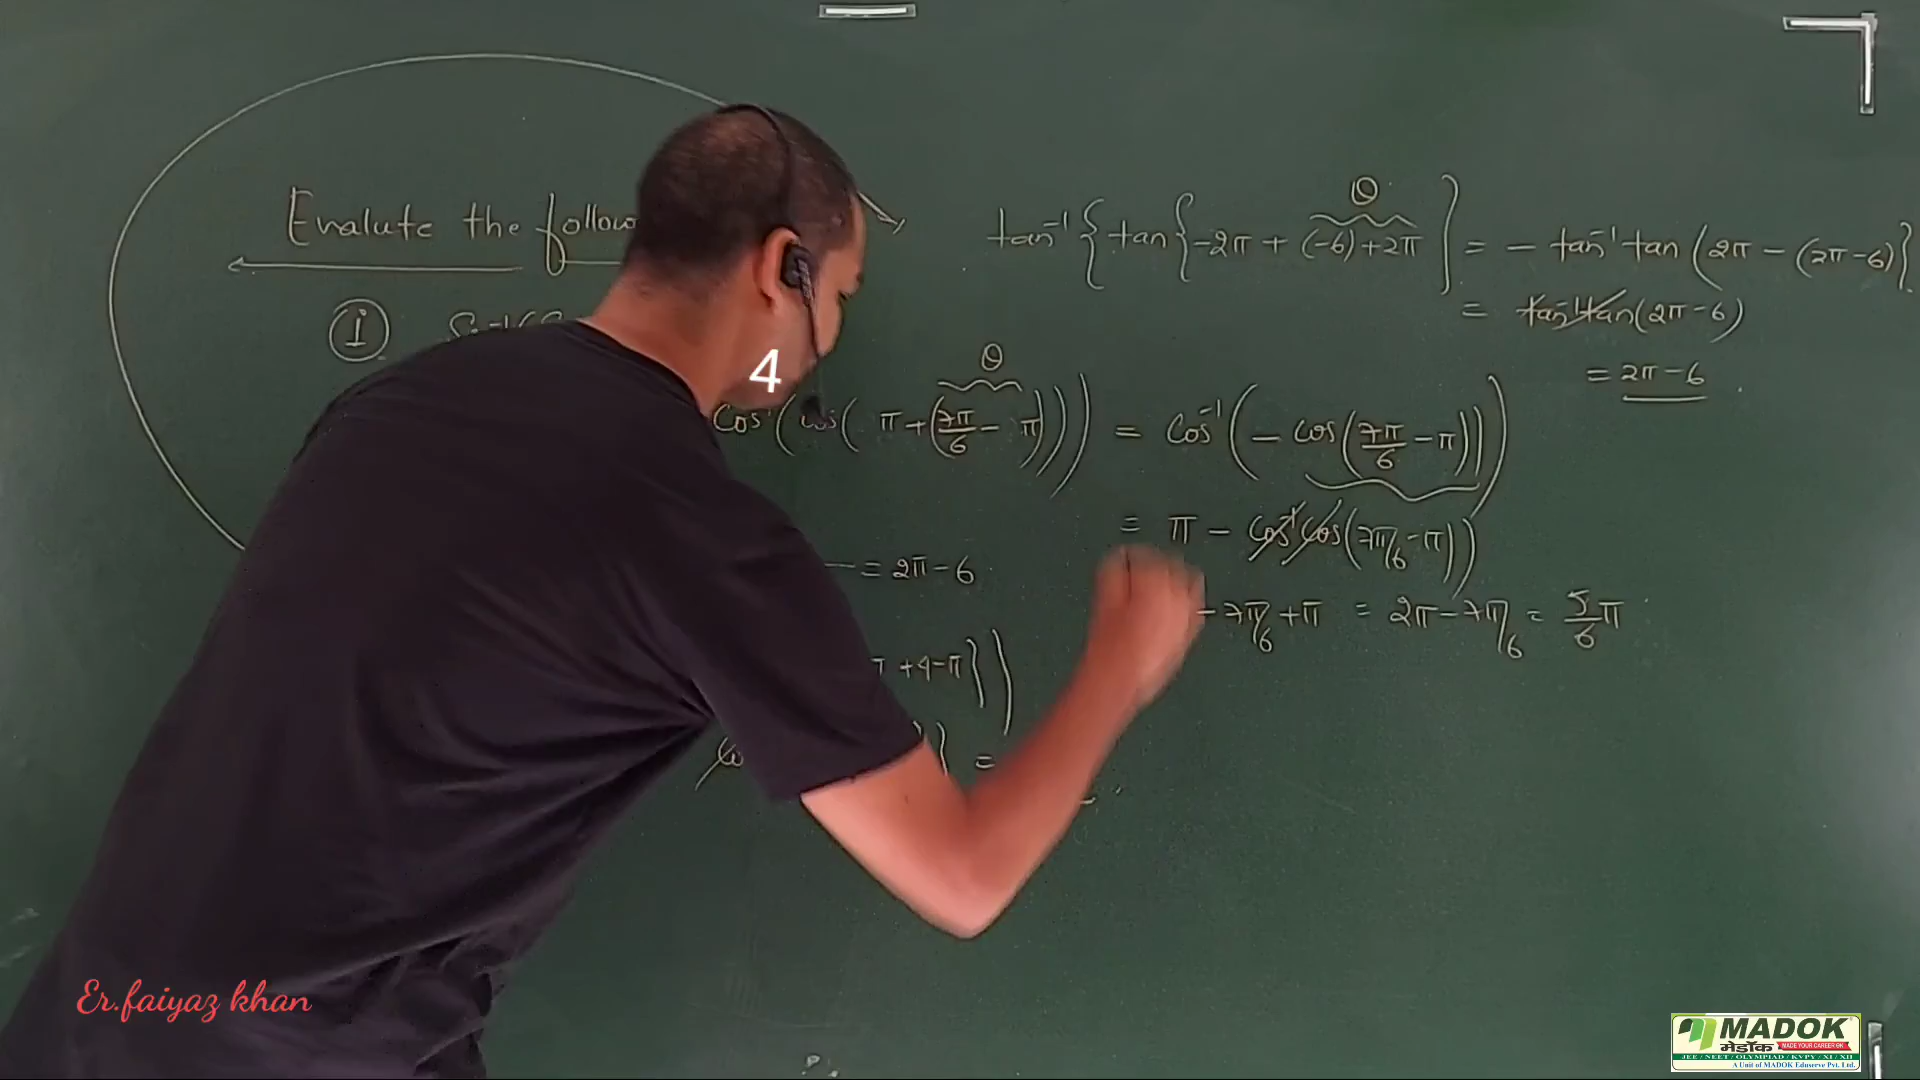 Evalute the follow
(i)
tan⁻¹{tan{-2π + (-6)+2π} = - tan⁻¹ tan(2π - (2π-6)}
θ
= tan⁻¹tan(2π-6)
= 2π-6
4
θ
Cos⁻¹(cos( π+(7π/6 - π))) = Cos⁻¹(- cos(7π/6 - π))
= π - cos⁻¹cos(7π/6 - π))
= 2π-6
- 7π/6 + π = 2π - 7π/6 = 5/6 π
+4-π})
=
Er.faiyaz khan
MADOK
मेडॉक MADE YOUR CAREER OK
JEE / NEET / OLYMPIAD / KVPY / XI / XII
A Unit of MADOK Eduserve Pvt. Ltd.